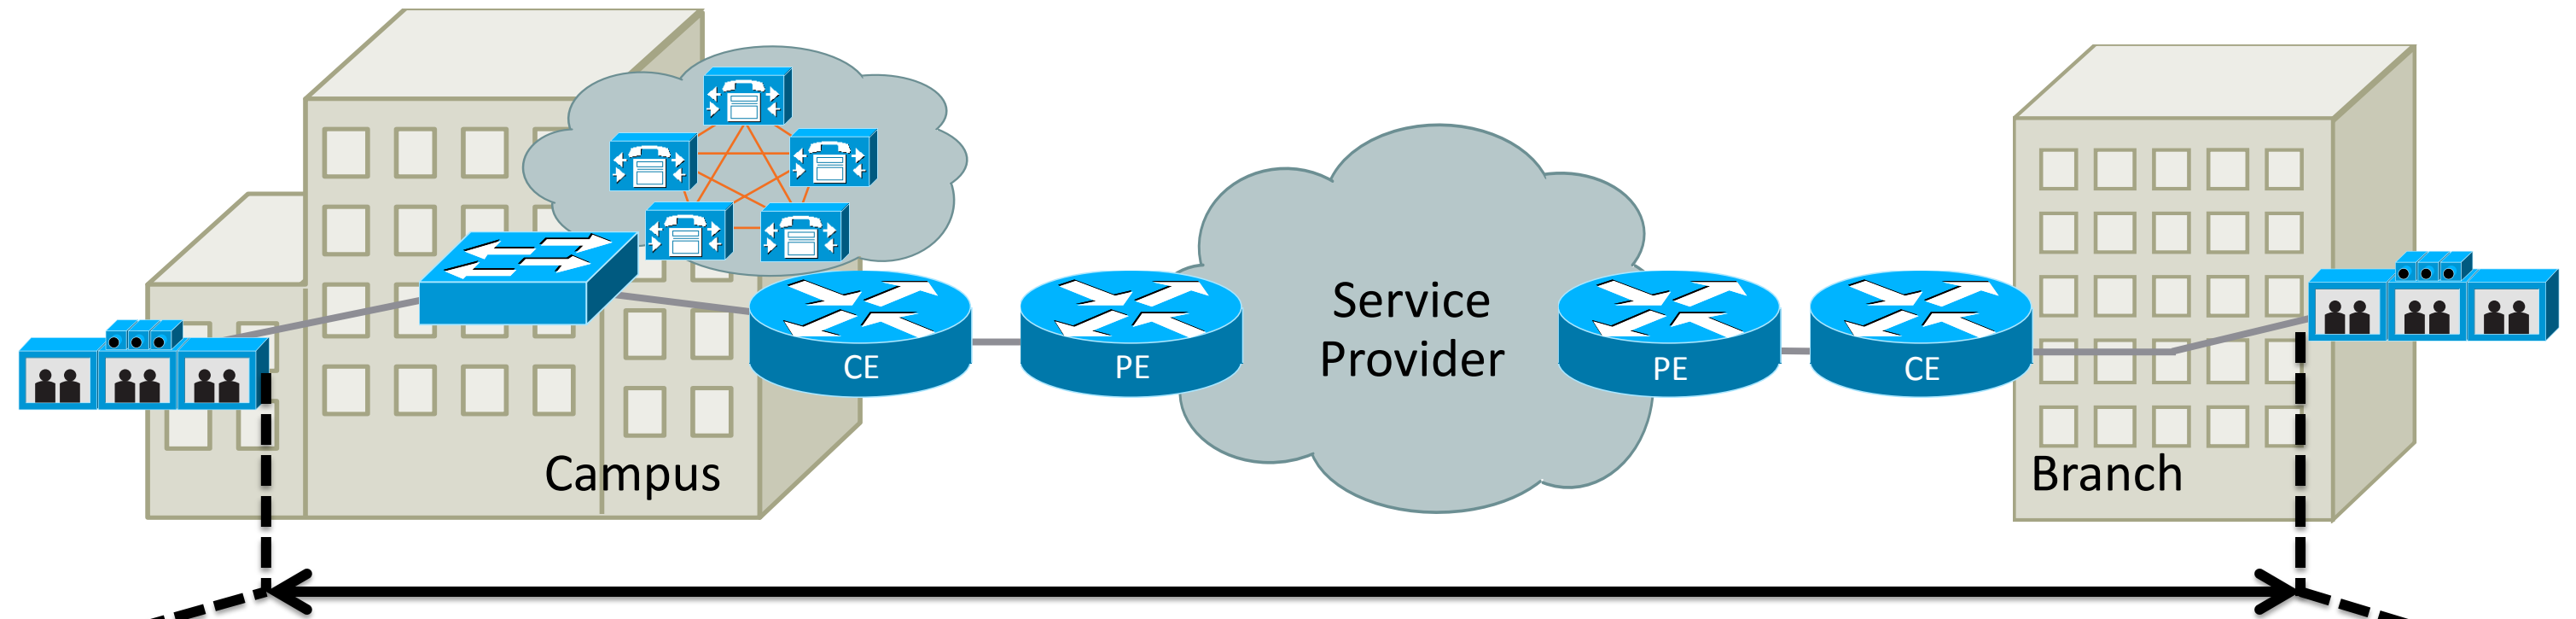 Service
Provider
CE
PE
PE
CE
Campus
Branch